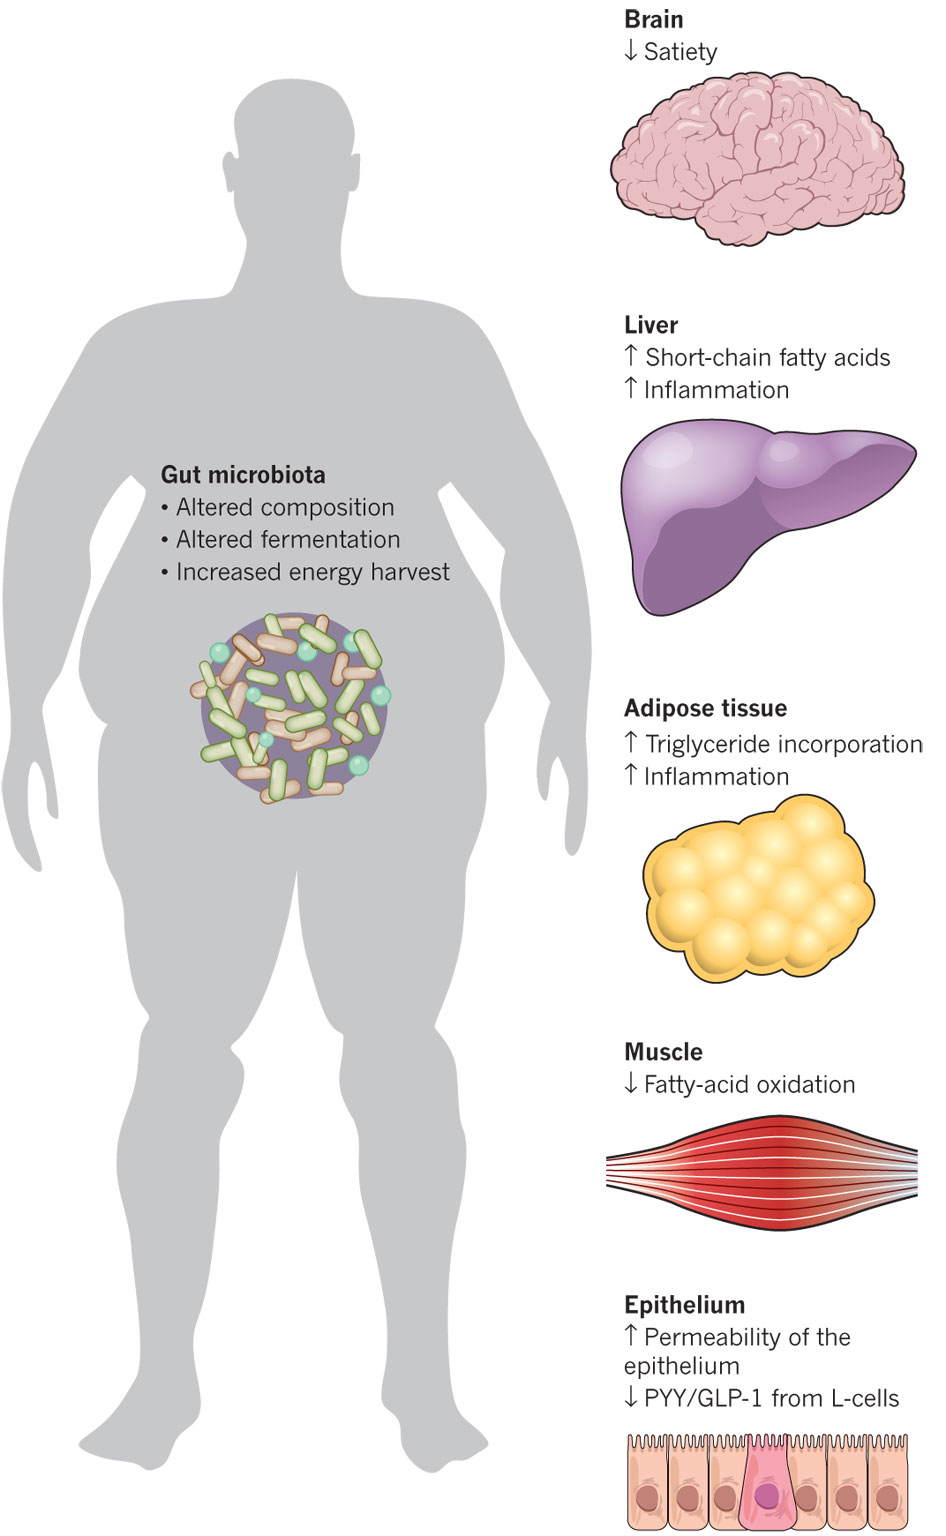 Brain
↓ Satiety
Liver
↑ Short-chain fatty acids
↑ Inflammation
Gut microbiota
• Altered composition
• Altered fermentation
• Increased energy harvest
Adipose tissue
↑ Triglyceride incorporation
↑ Inflammation
Muscle
↓ Fatty-acid oxidation
Epithelium
↑ Permeability of the
epithelium
↓ PYY/GLP-1 from L-cells